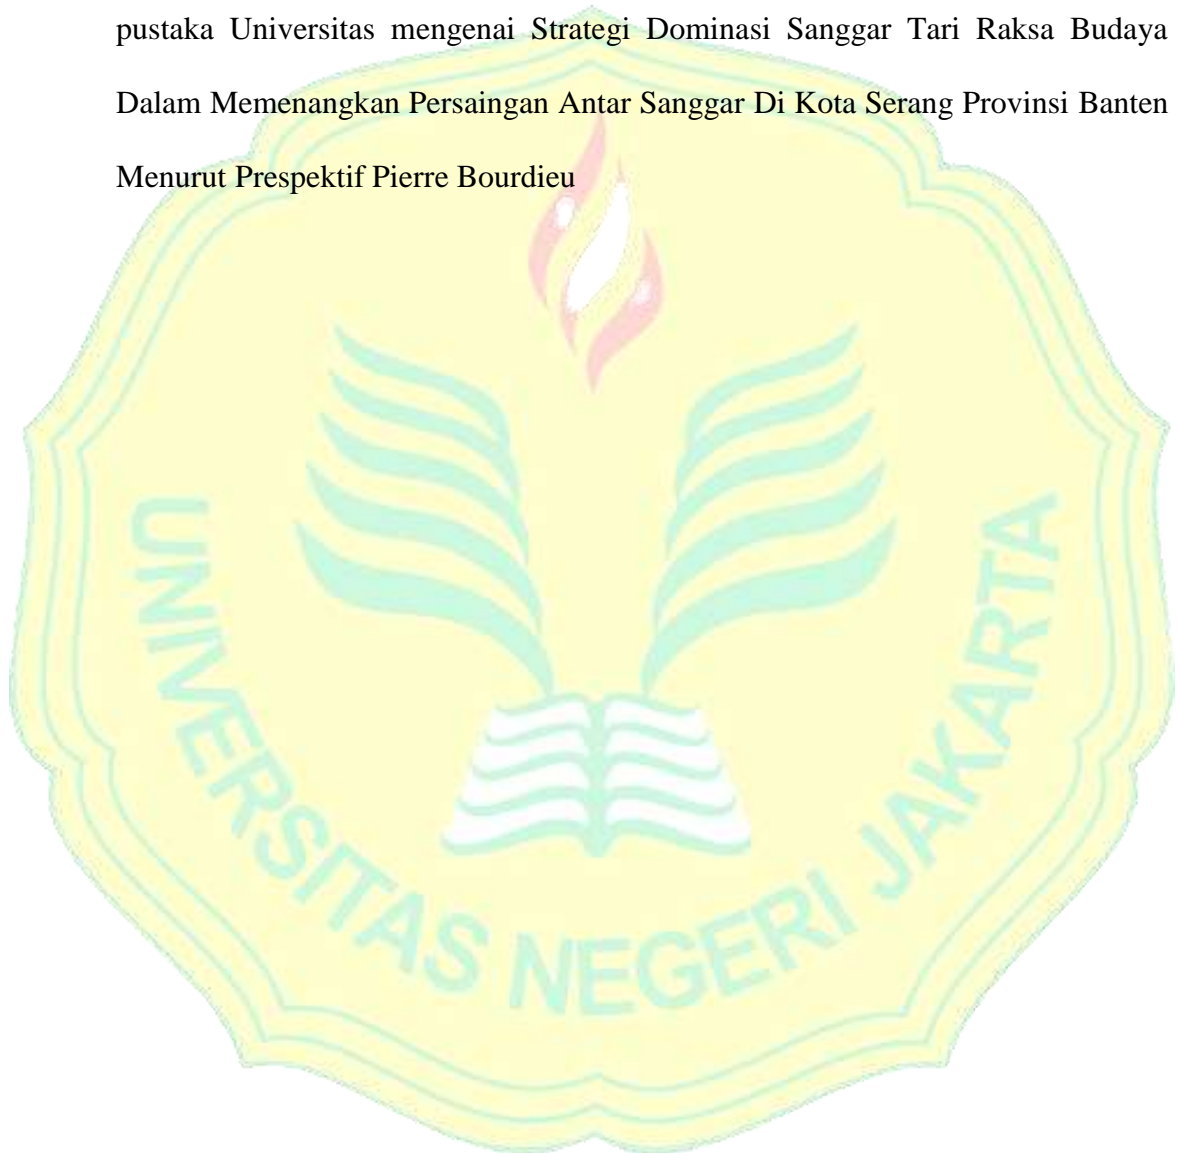 pustaka Universitas mengenai Strategi Dominasi Sanggar Tari Raksa Budaya
Dalam Memenangkan Persaingan Antar Sanggar Di Kota Serang Provinsi Banten
Menurut Prespektif Pierre Bourdieu
UNIVERSITAS NEGERI JAKARTA